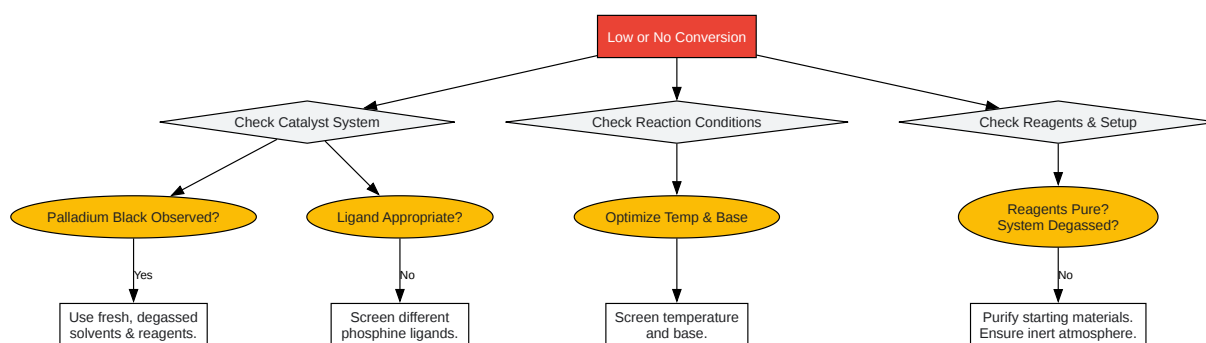 Low or No Conversion
Check Catalyst System
Check Reaction Conditions
Check Reagents & Setup
Palladium Black Observed?
Ligand Appropriate?
Optimize Temp & Base
Reagents Pure?
System Degassed?
Yes
No
No
Use fresh, degassed
solvents & reagents.
Screen different
phosphine ligands.
Screen temperature
and base.
Purify starting materials.
Ensure inert atmosphere.